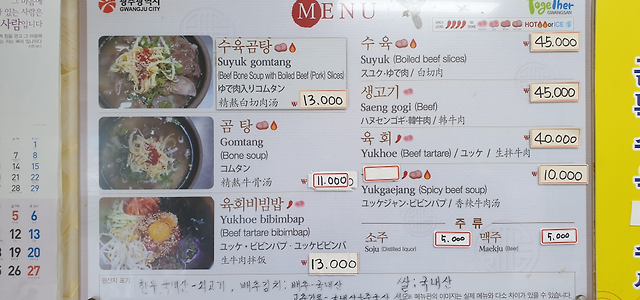 광주광역시
GWANGJU CITY
MENU
Together
HOT or ICE
사람입니다
수육곰탕
Suyuk gomtang
(Beef Bone Soup with Boiled Beef (Pork) Slices)
ゆで肉入りコムタン
精熬白切肉汤
₩ 13,000
곰 탕
Gomtang
(Bone soup)
コムタン
精熬牛骨汤
₩ 11,000
육회비빔밥
Yukhoe bibimbap
(Beef tartare bibimbap)
ユッケ・ビビンバ・ユッケビビンバ
生牛肉拌饭
₩ 13,000
수 육
Suyuk (Boiled beef slices)
スユク・ゆで肉 / 白切肉
₩ 45,000
생고기
Saeng gogi (Beef)
ハヌセンゴギ・韓牛肉 / 韩牛肉
₩ 45,000
육 회
Yukhoe (Beef tartare) / ユッケ / 生拌牛肉
₩ 40,000
Yukgaejang (Spicy beef soup)
ユッケジャン・ビビンバプ / 香辣牛肉汤
₩ 10,000
주 류
소주
Soju (Distilled liquor)
5,000
맥주
Maekju (Beer)
5,000
원산지 표기
배추김치: 배추-국내산
쌀: 국내산
7 8
14 15
21 22
28 29
5 6
12 13
19 20
26 27